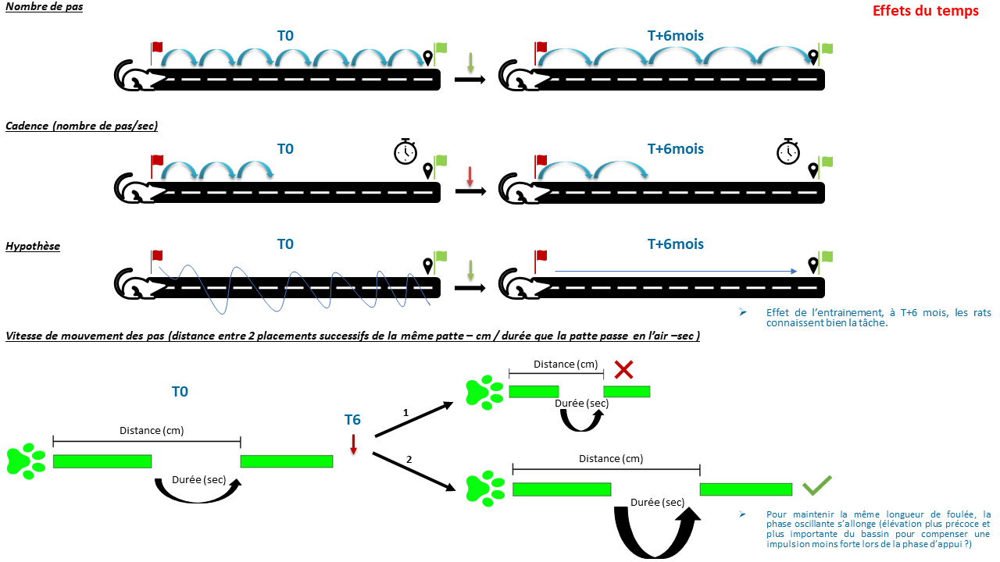 Nombre de pas
Effets du temps
T0
T+6mois
Cadence (nombre de pas/sec)
T0
T+6mois
Hypothèse
T0
T+6mois
Effet de l’entrainement, à T+6 mois, les rats
connaissent bien la tâche.
Vitesse de mouvement des pas (distance entre 2 placements successifs de la même patte – cm / durée que la patte passe en l’air –sec )
T0
Distance (cm)
Durée (sec)
T6
1
2
Distance (cm)
Durée (sec)
Distance (cm)
Durée (sec)
Pour maintenir la même longueur de foulée, la
phase oscillante s’allonge (élévation plus précoce et
plus importante du bassin pour compenser une
impulsion moins forte lors de la phase d’appui ?)